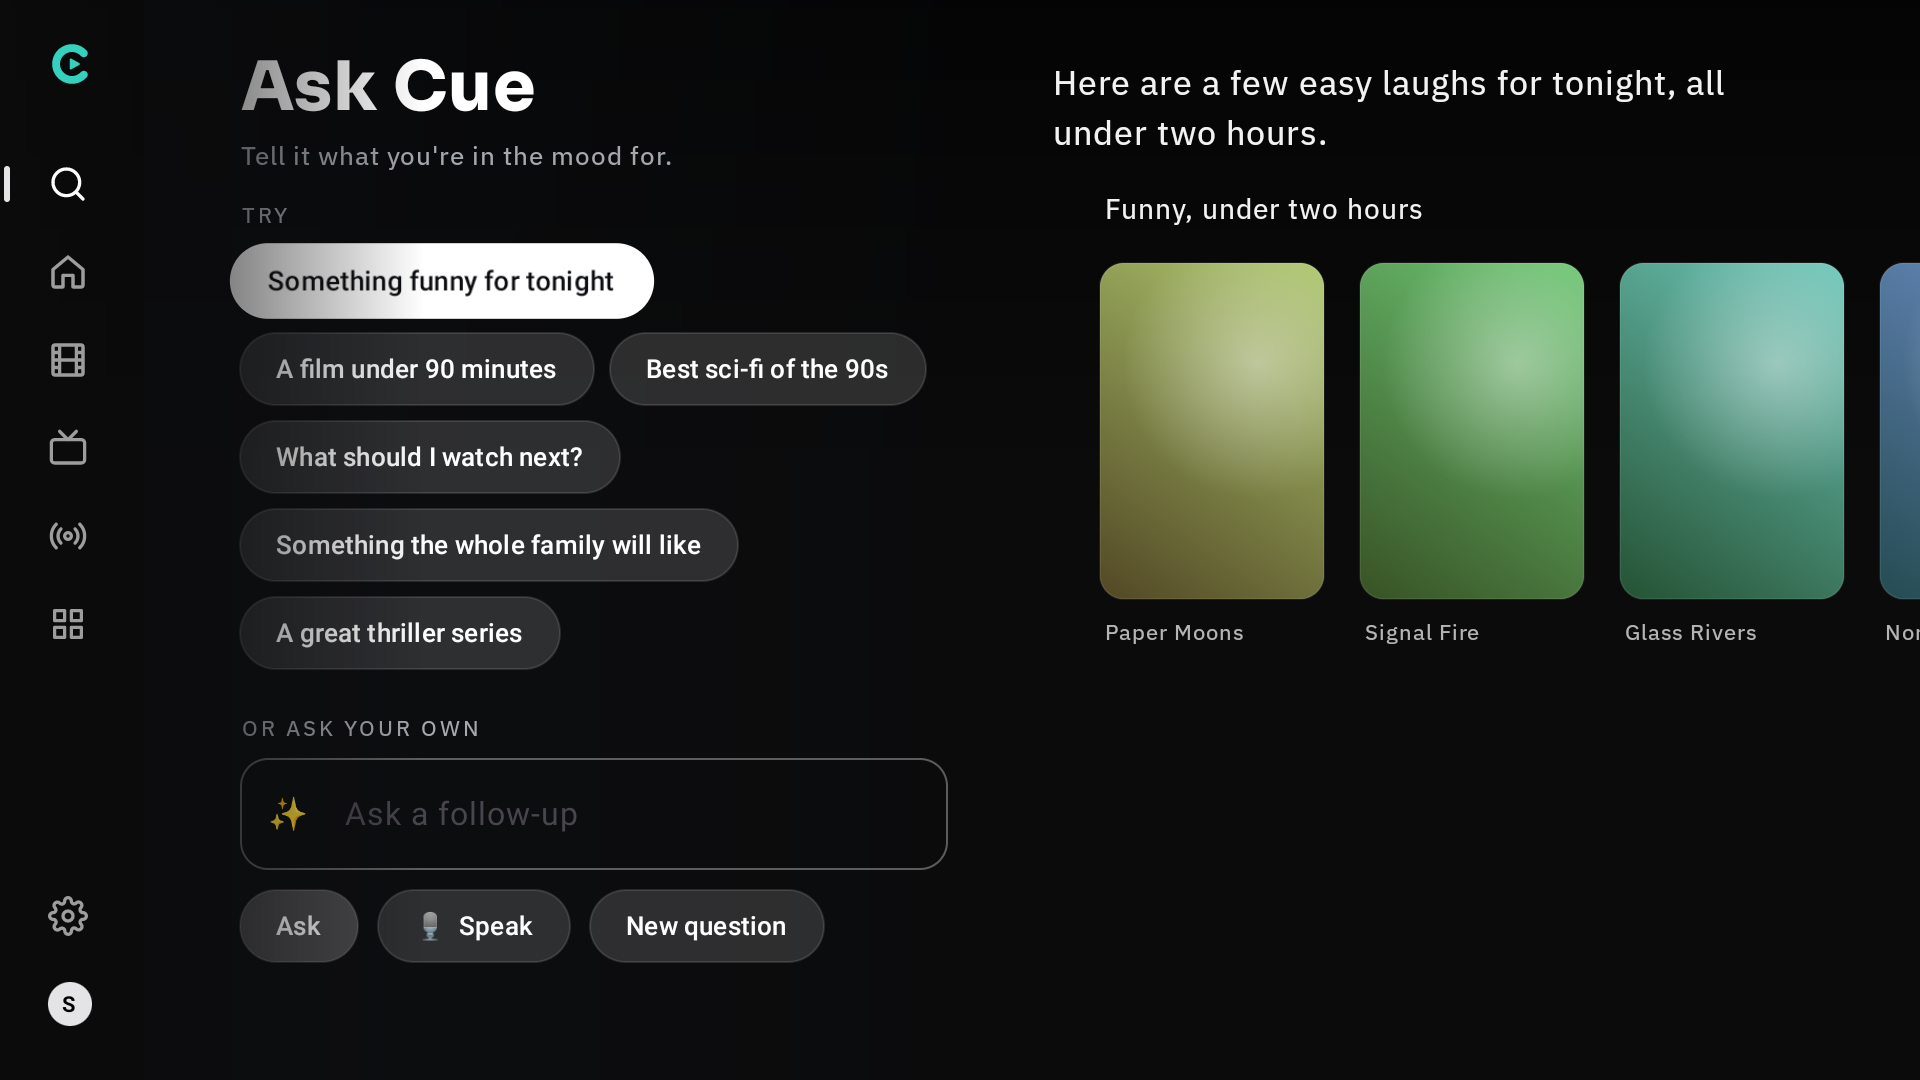 Ask Cue
Tell it what you're in the mood for.
TRY
Something funny for tonight
A film under 90 minutes
Best sci-fi of the 90s
What should I watch next?
Something the whole family will like
A great thriller series
OR ASK YOUR OWN
Ask a follow-up
Ask
Speak
New question
S
Here are a few easy laughs for tonight, all
under two hours.
Funny, under two hours
Paper Moons
Signal Fire
Glass Rivers